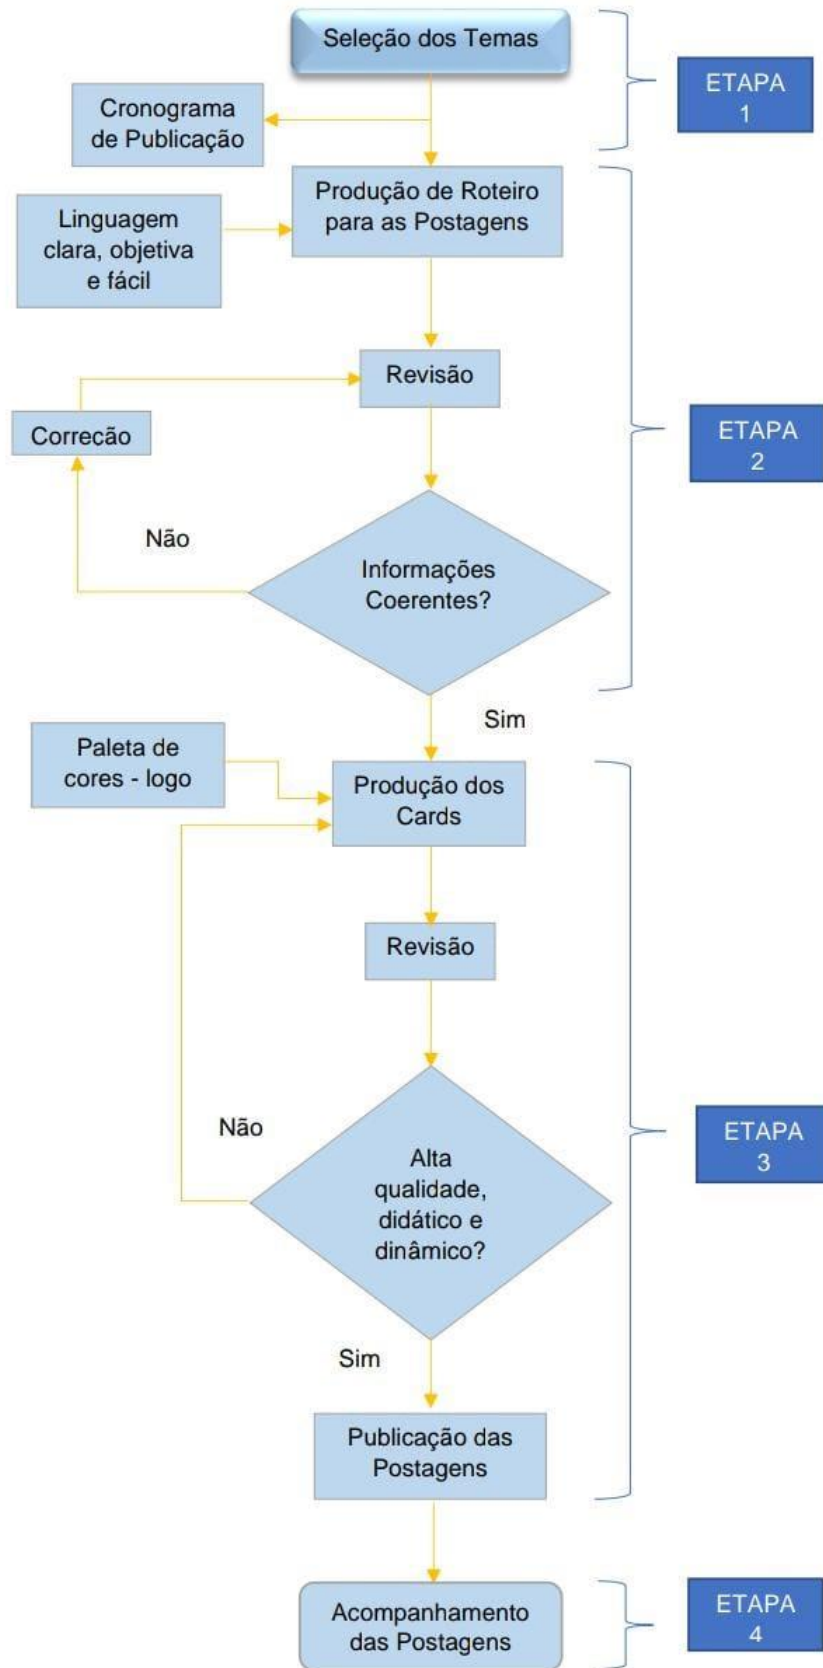 Seleção dos Temas
ETAPA
1
Cronograma
de Publicação
Produção de Roteiro
para as Postagens
Linguagem
clara, objetiva
e fácil
Revisão
Correcão
ETAPA
2
Não
Informações
Coerentes?
Sim
Paleta de
cores - logo
Produção dos
Cards
Revisão
Não
Alta
qualidade,
didático e
dinâmico?
ETAPA
3
Sim
Publicação das
Postagens
Acompanhamento
das Postagens
ETAPA
4